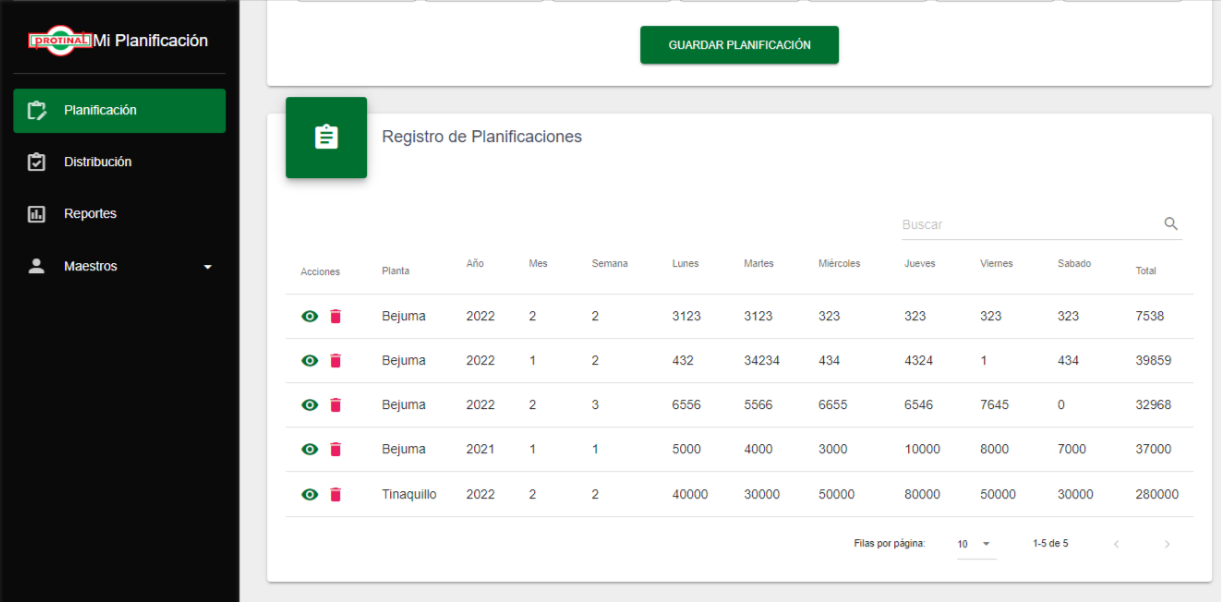 PROTINAL Mi Planificación
Planificación
Distribución
Reportes
Maestros
GUARDAR PLANIFICACIÓN
Registro de Planificaciones
Buscar
Acciones Planta Año Mes Semana Lunes Martes Miércoles Jueves Viernes Sabado Total
Bejuma 2022 2 2 3123 3123 323 323 323 323 7538
Bejuma 2022 1 2 432 34234 434 4324 1 434 39859
Bejuma 2022 2 3 6556 5566 6655 6546 7645 0 32968
Bejuma 2021 1 1 5000 4000 3000 10000 8000 7000 37000
Tinaquillo 2022 2 2 40000 30000 50000 80000 50000 30000 280000
Filas por página: 10 1-5 de 5